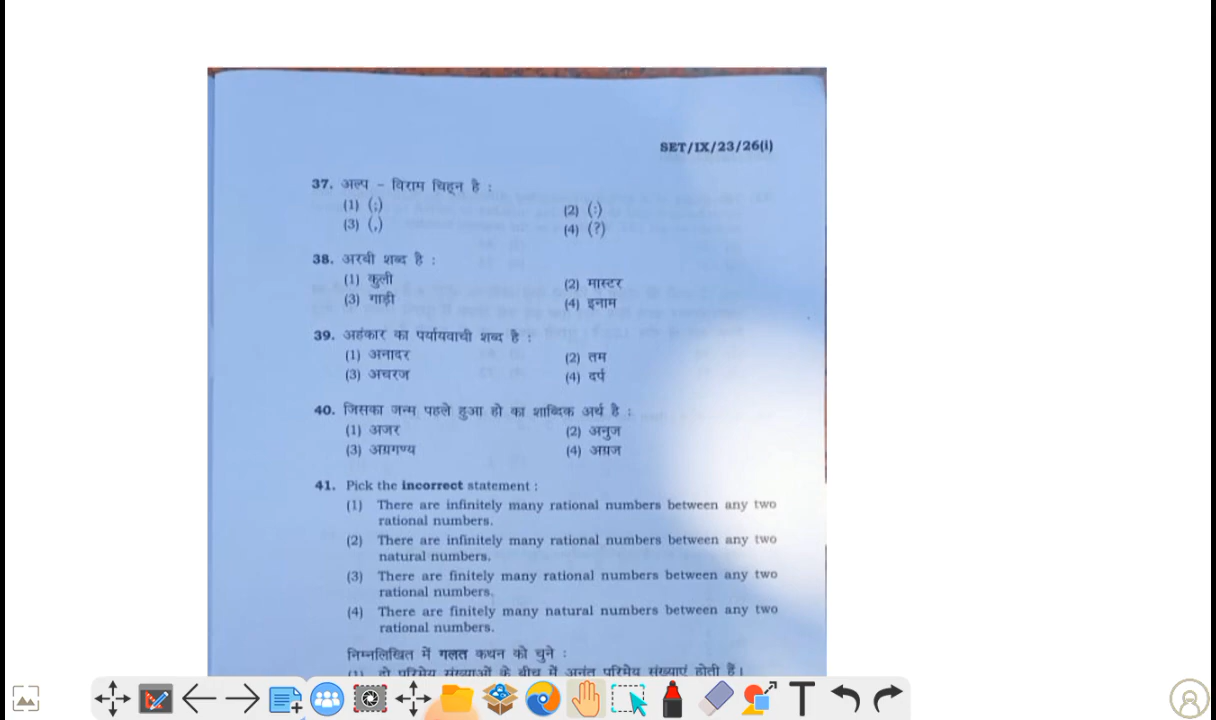 SET/IX/23/26(i)
37. अल्प - विराम चिह्न है :
(1) (;)
(2) (:)
(3) (,)
(4) (?)
38. अरबी शब्द है :
(1) कुली
(2) मास्टर
(3) गाड़ी
(4) इनाम
39. अहंकार का पर्यायवाची शब्द है :
(1) अनादर
(2) तम
(3) अचरज
(4) दर्प
40. जिसका जन्म पहले हुआ हो का शाब्दिक अर्थ है :
(1) अजर
(2) अनुज
(3) अग्रगण्य
(4) अग्रज
41. Pick the incorrect statement :
(1) There are infinitely many rational numbers between any two
rational numbers.
(2) There are infinitely many rational numbers between any two
natural numbers.
(3) There are finitely many rational numbers between any two
rational numbers.
(4) There are finitely many natural numbers between any two
rational numbers.
निम्नलिखित में गलत कथन को चुने :
(1) दो परिमेय संख्याओं के बीच में अनंत परिमेय संख्याएं होती हैं।
T